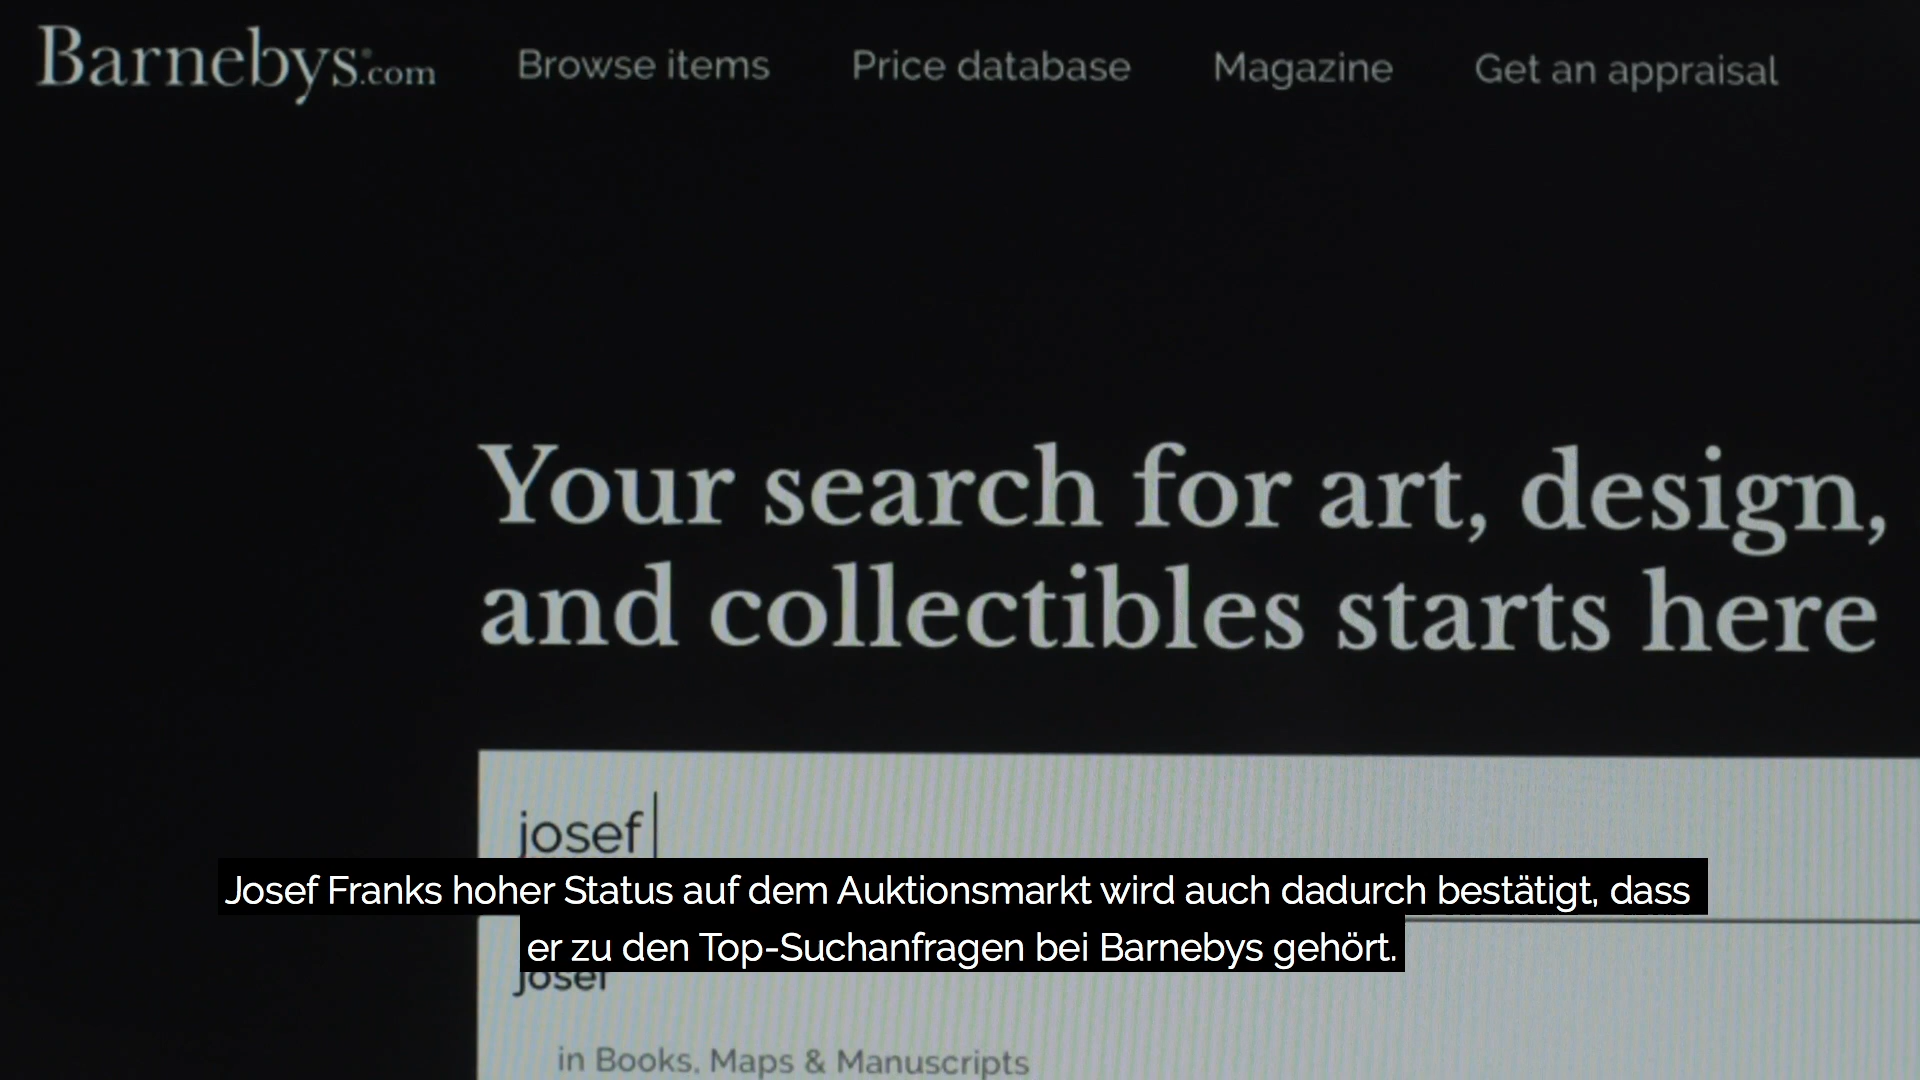 Barnebys.com Browse items Price database Magazine Get an appraisal
Your search for art, design,
and collectibles starts here
josef
Josef Franks hoher Status auf dem Auktionsmarkt wird auch dadurch bestätigt, dass
er zu den Top-Suchanfragen bei Barnebys gehört.
josef
in Books, Maps & Manuscripts